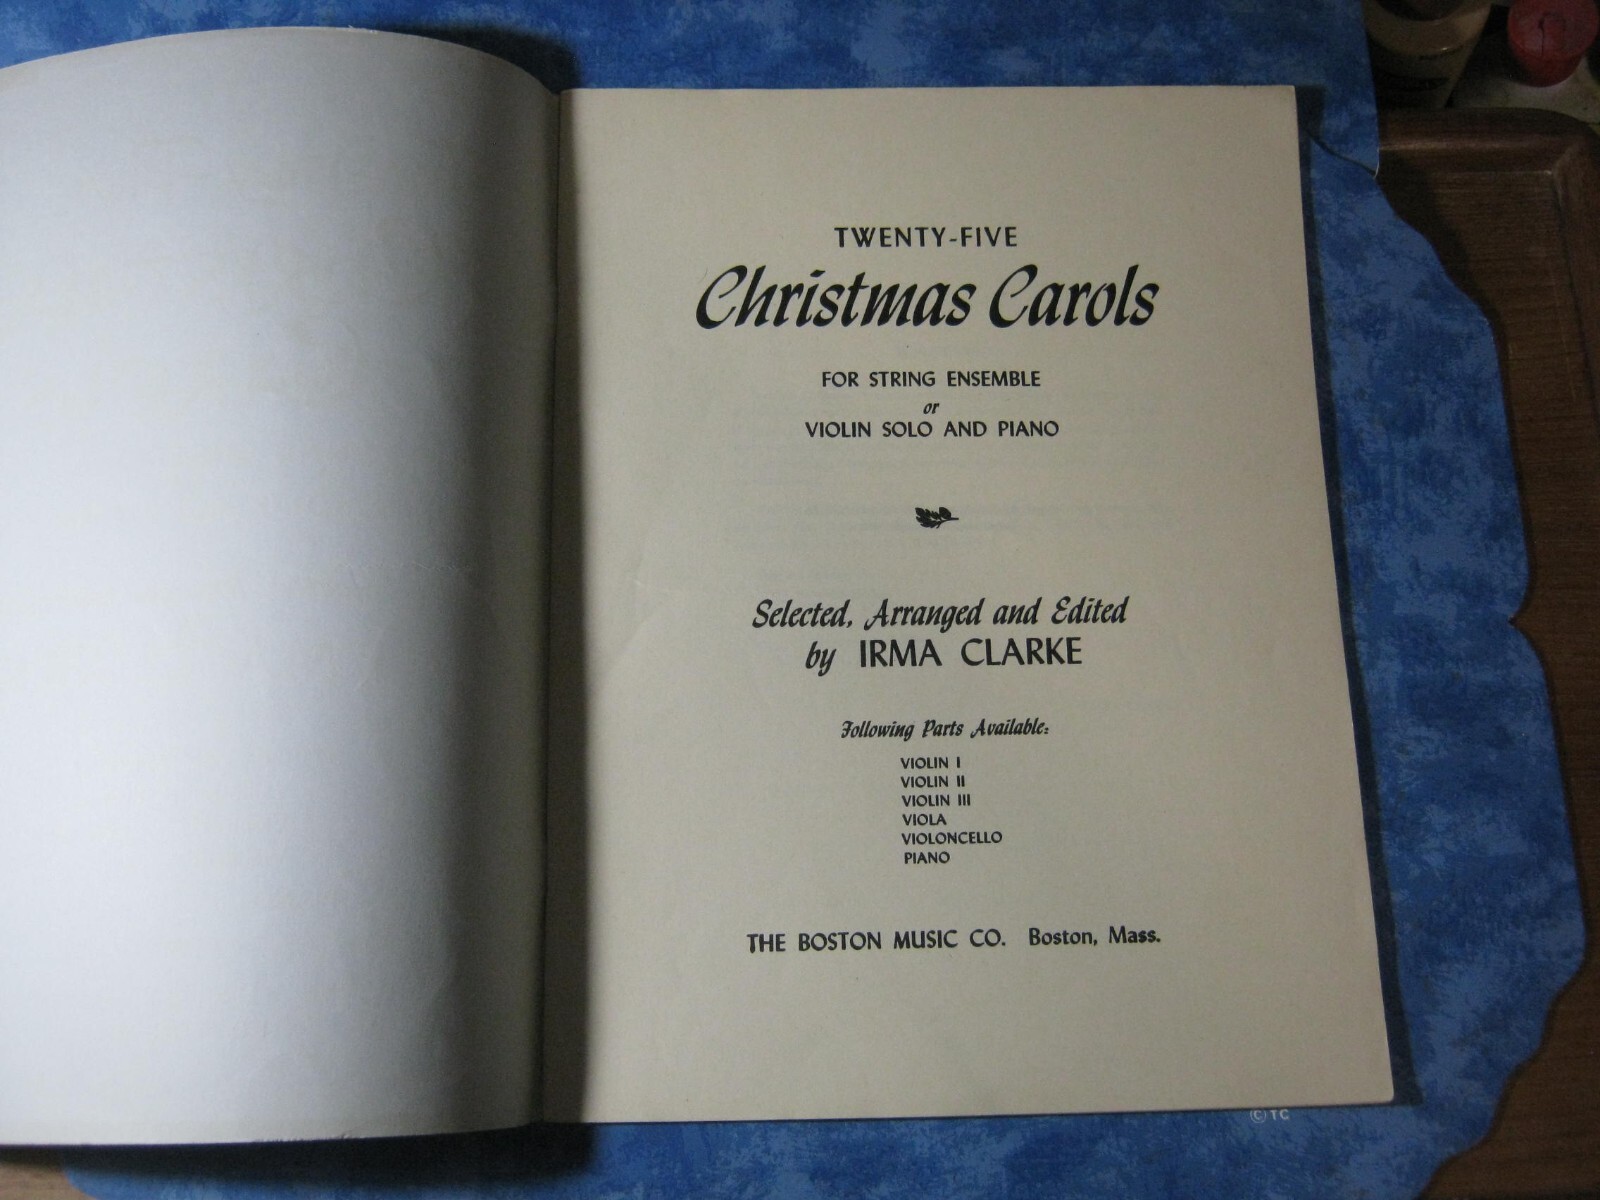 TWENTY-FIVE
Christmas Carols
FOR STRING ENSEMBLE
or
VIOLIN SOLO AND PIANO
Selected, Arranged and Edited
by IRMA CLARKE
Following Parts Available:
VIOLIN I
VIOLIN II
VIOLIN III
VIOLA
VIOLONCELLO
PIANO
THE BOSTON MUSIC CO. Boston, Mass.
© TC